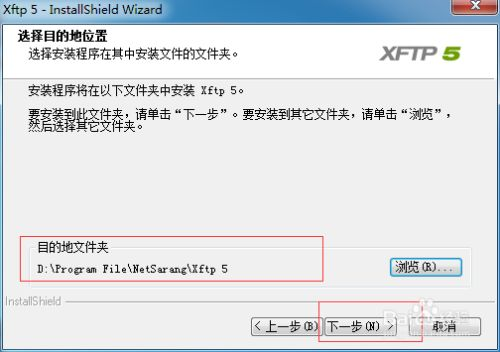 Xftp 5 - InstallShield Wizard
选择目的地位置
选择安装程序在其中安装文件的文件夹。
XFTP 5
安装程序将在以下文件夹中安装 Xftp 5。
要安装到此文件夹，请单击“下一步”。要安装到其它文件夹，请单击“浏览”，
然后选择其它文件夹。
目的地文件夹
D:\Program File\NetSarang\Xftp 5
浏览(R)...
InstallShield
< 上一步(B)
下一步(N) >
取消